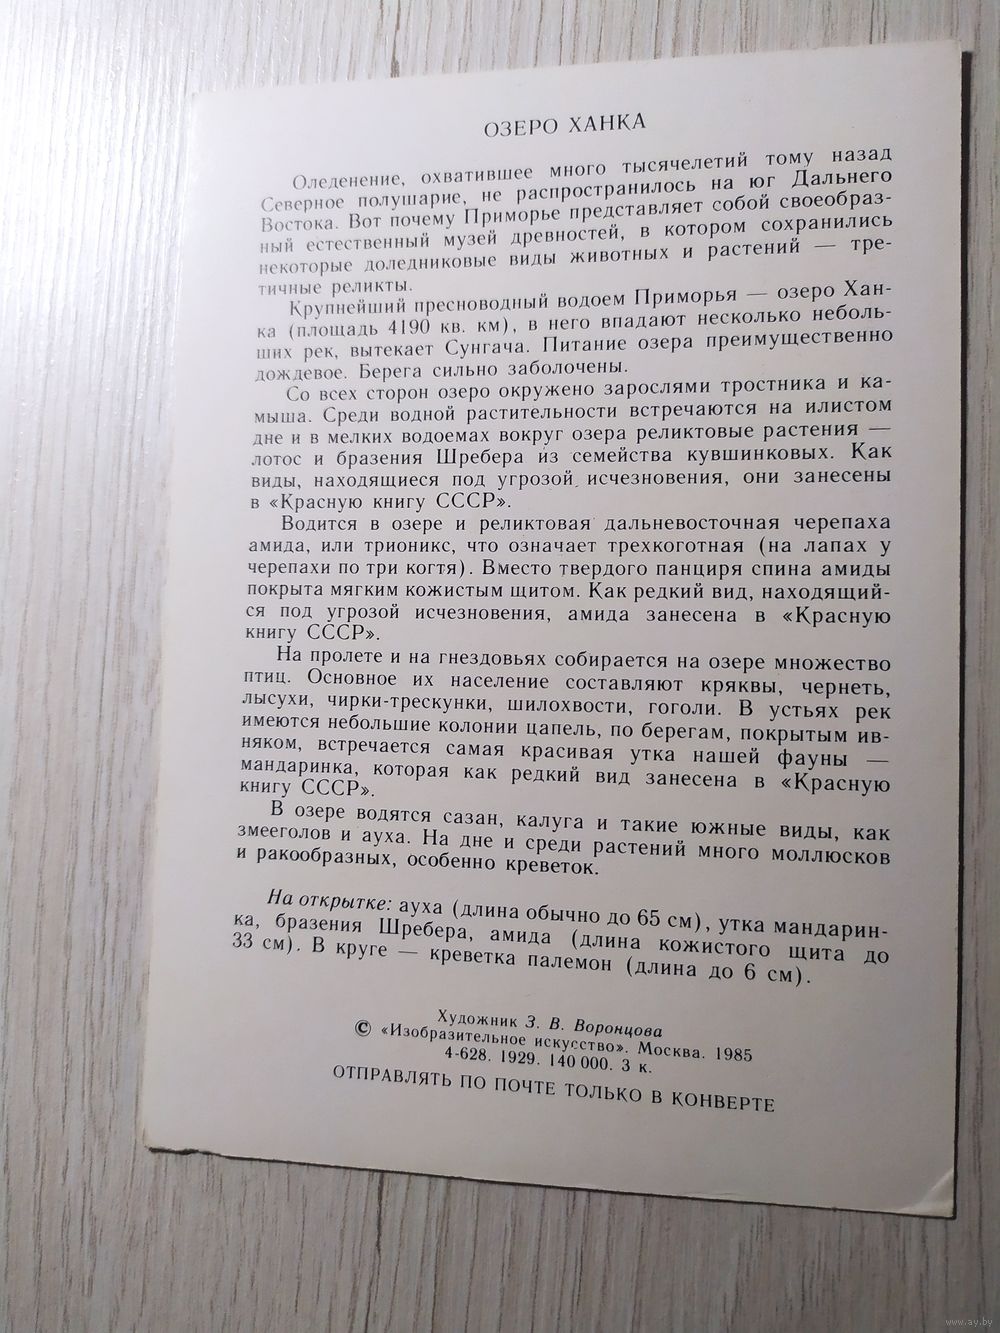 ОЗЕРО ХАНКА
Оледенение, охватившее много тысячелетий тому назад
Северное полушарие, не распространилось на юг Дальнего
Востока. Вот почему Приморье представляет собой своеобраз-
ный естественный музей древностей, в котором сохранились
некоторые доледниковые виды животных и растений — тре-
тичные реликты.
Крупнейший пресноводный водоем Приморья — озеро Хан-
ка (площадь 4190 кв. км), в него впадают несколько неболь-
ших рек, вытекает Сунгача. Питание озера преимущественно
дождевое. Берега сильно заболочены.
Со всех сторон озеро окружено зарослями тростника и ка-
мыша. Среди водной растительности встречаются на илистом
дне и в мелких водоемах вокруг озера реликтовые растения —
лотос и бразения Шребера из семейства кувшинковых. Как
виды, находящиеся под угрозой исчезновения, они занесены
в «Красную книгу СССР».
Водится в озере и реликтовая дальневосточная черепаха
амида, или трионикс, что означает трехкоготная (на лапах у
черепахи по три когтя). Вместо твердого панциря спина амиды
покрыта мягким кожистым щитом. Как редкий вид, находящий-
ся под угрозой исчезновения, амида занесена в «Красную
книгу СССР».
На пролете и на гнездовьях собирается на озере множество
птиц. Основное их население составляют кряквы, чернеть,
лысухи, чирки-трескунки, шилохвости, гоголи. В устьях рек
имеются небольшие колонии цапель, по берегам, покрытым ив-
няком, встречается самая красивая утка нашей фауны —
мандаринка, которая как редкий вид занесена в «Красную
книгу СССР».
В озере водятся сазан, калуга и такие южные виды, как
змееголов и ауха. На дне и среди растений много моллюсков
и ракообразных, особенно креветок.
На открытке: ауха (длина обычно до 65 см), утка мандарин-
ка, бразения Шребера, амида (длина кожистого щита до
33 см). В круге — креветка палемон (длина до 6 см).
Художник З. В. Воронцова
© «Изобразительное искусство». Москва. 1985
4-628. 1929. 140 000. 3 к.
ОТПРАВЛЯТЬ ПО ПОЧТЕ ТОЛЬКО В КОНВЕРТЕ
www.ay.by